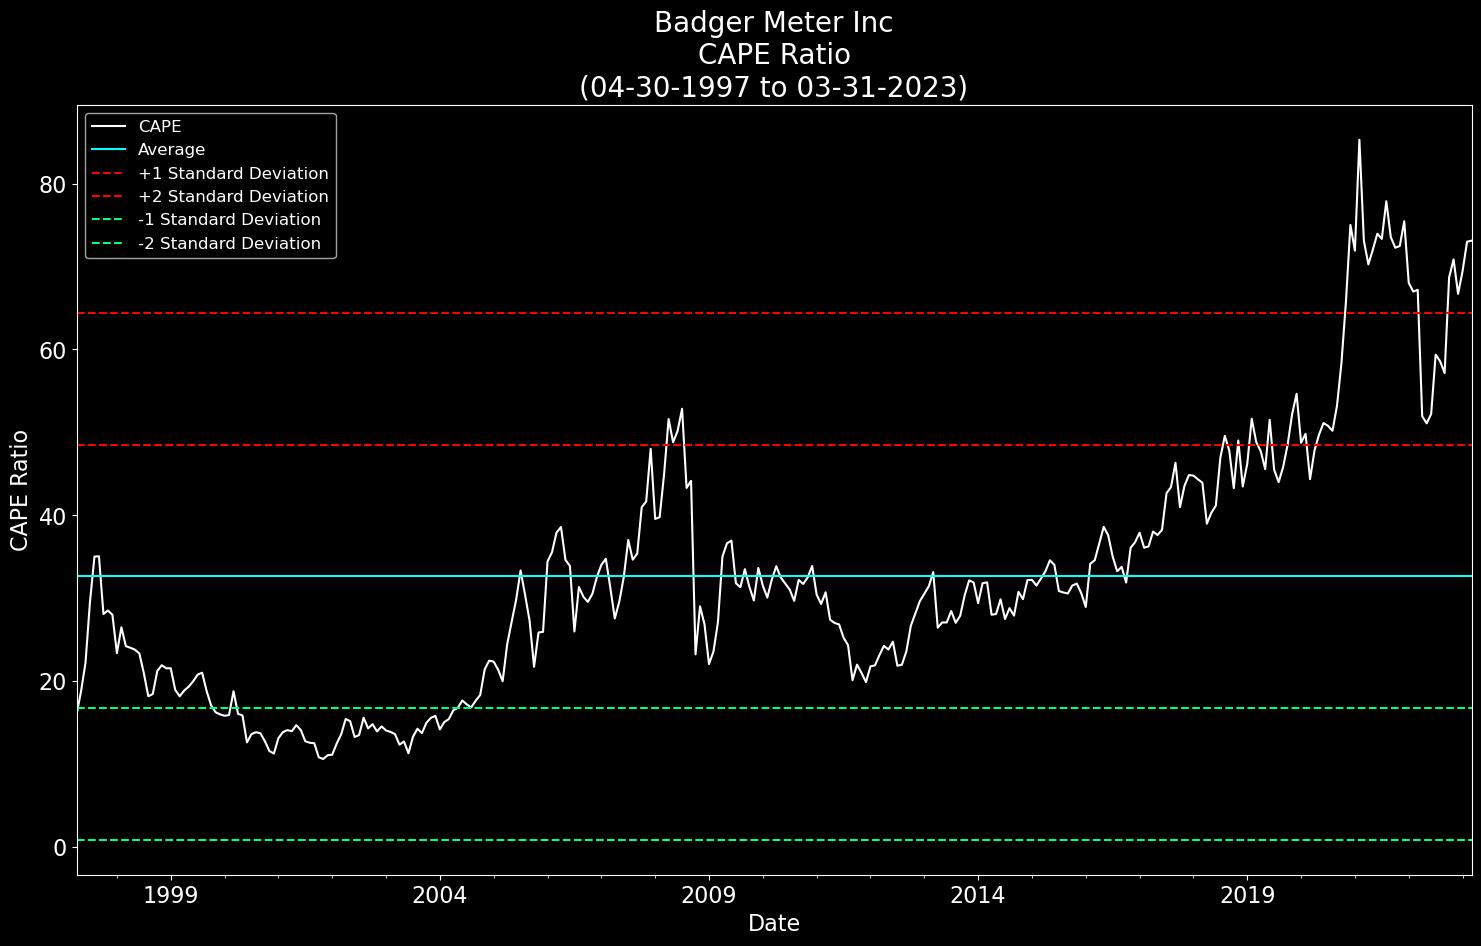 Badger Meter Inc
CAPE Ratio
(04-30-1997 to 03-31-2023)
CAPE
Average
+1 Standard Deviation
+2 Standard Deviation
-1 Standard Deviation
-2 Standard Deviation
CAPE Ratio
80
60
40
20
0
1999
2004
2009
2014
2019
Date